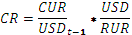 CR = CUR/USD_{t−1} * USD/RUR